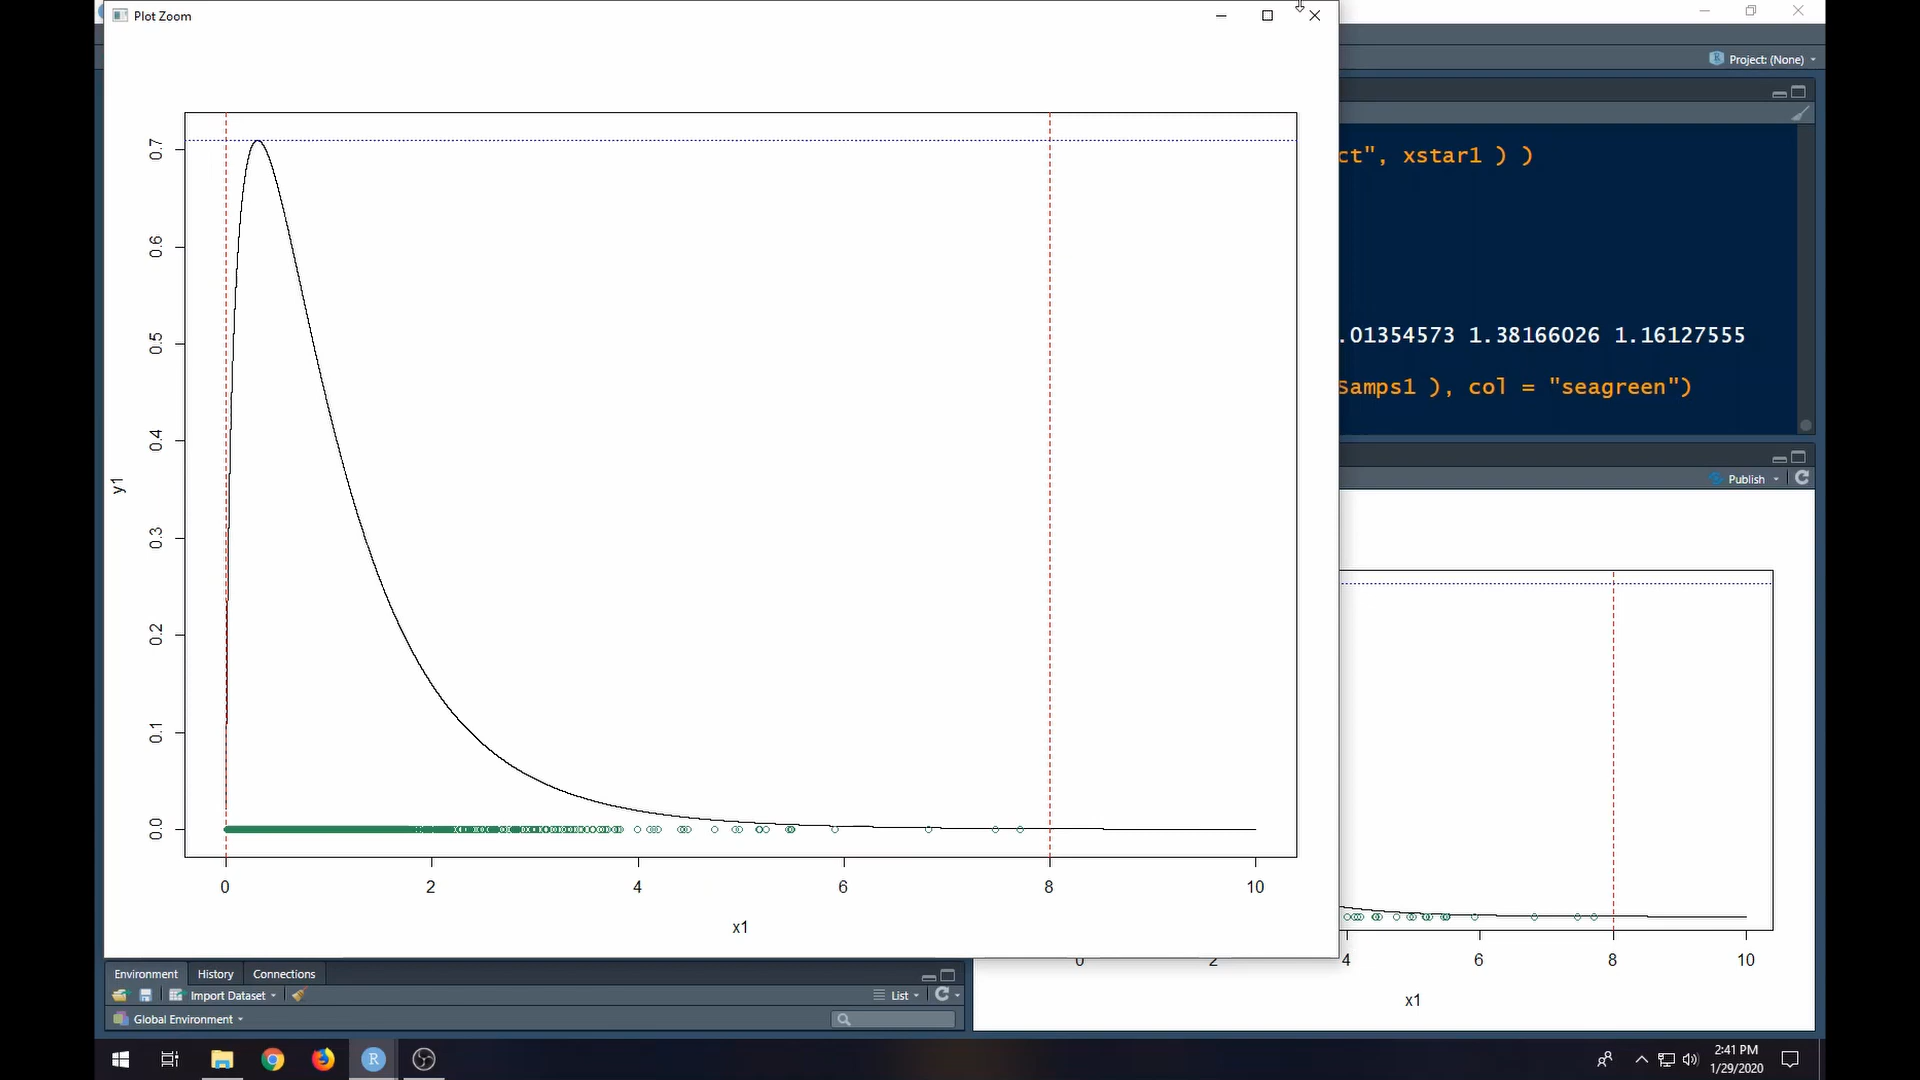 Plot Zoom
Project: (None)
ct", xstar1 ) )
.01354573 1.38166026 1.16127555
Samps1 ), col = "seagreen")
Publish
0.7
0.6
0.5
0.4
0.3
0.2
0.1
0.0
y1
0 2 4 6 8 10
x1
0 2 4 6 8 10
x1
Environment History Connections
Import Dataset List
Global Environment
R
2:41 PM
1/29/2020